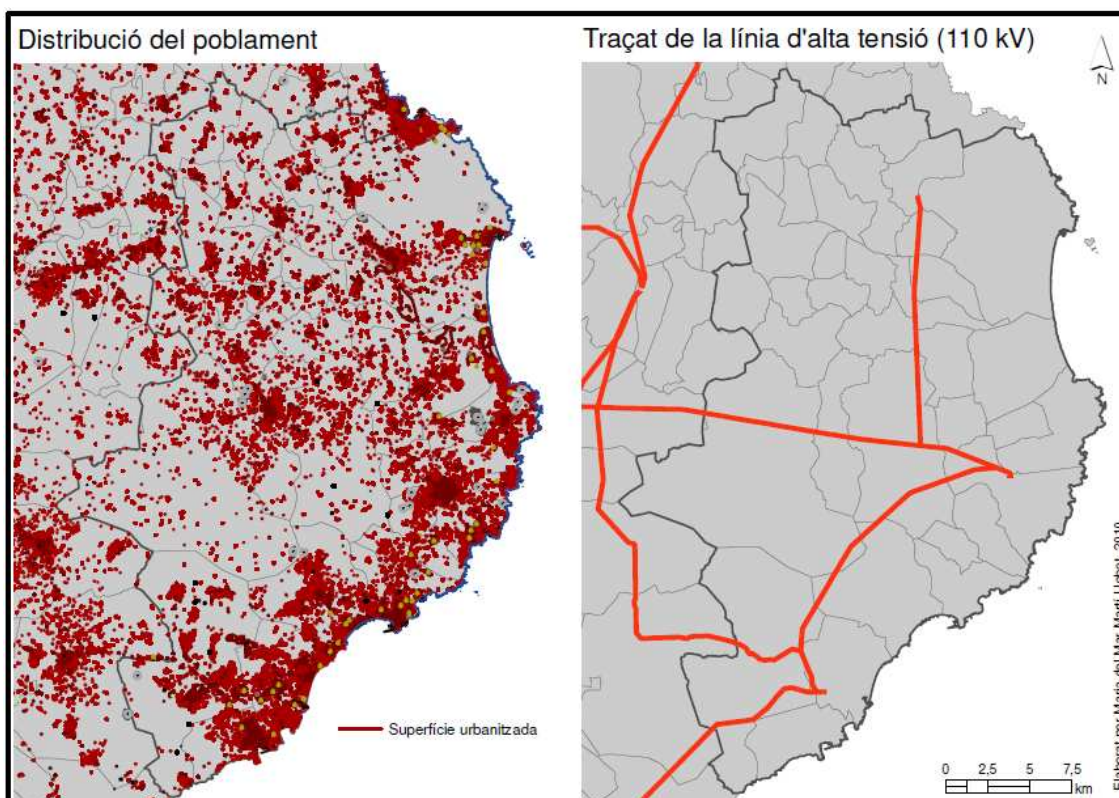 Distribució del poblament
Traçat de la línia d'alta tensió (110 kV)
N
Superfície urbanitzada
0 2,5 5 7,5
km
Elaborat per Maria del Mar Martí Llobet, 2010